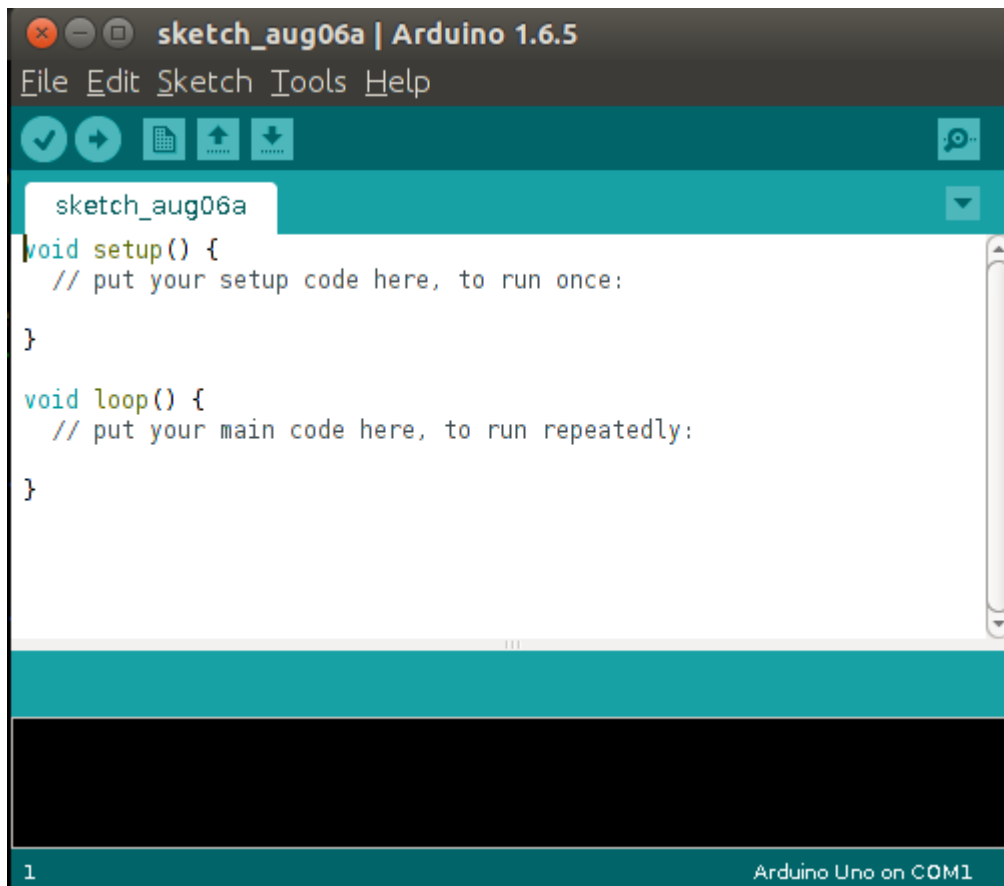 sketch_aug06a | Arduino 1.6.5
File Edit Sketch Tools Help
sketch_aug06a
void setup() {
  // put your setup code here, to run once:
}
void loop() {
  // put your main code here, to run repeatedly:
}
1 Arduino Uno on COM1